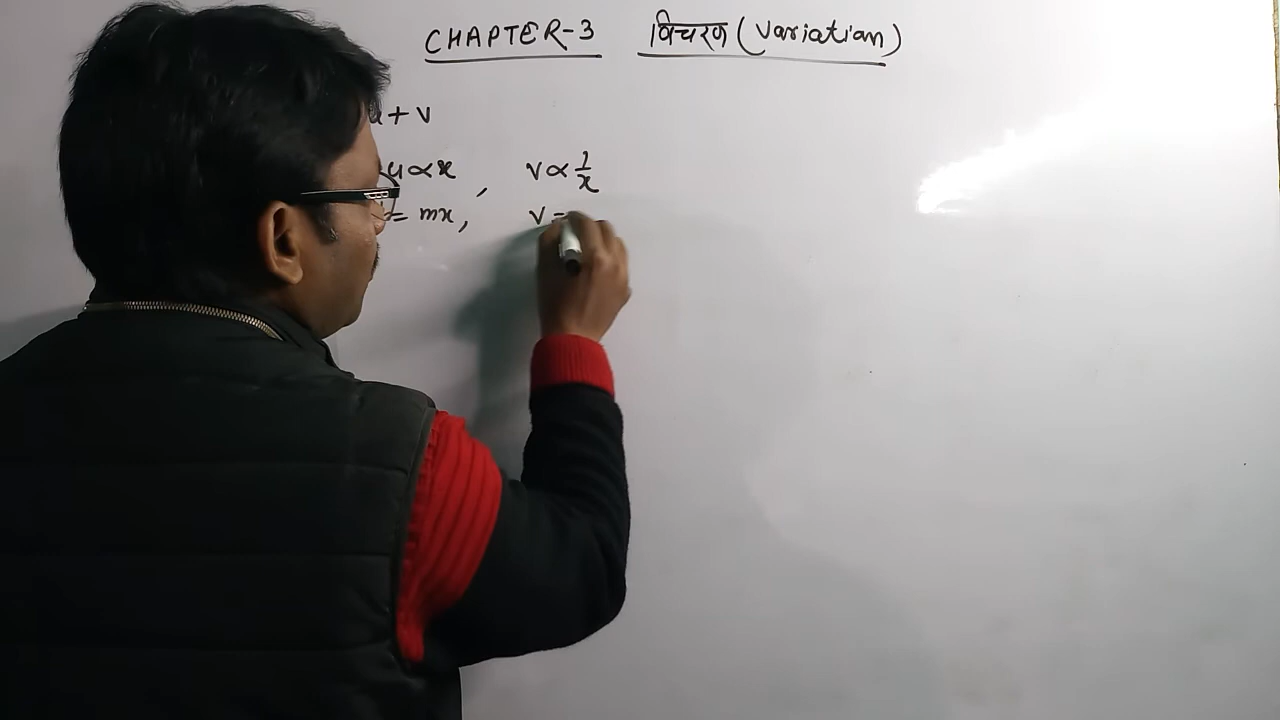 CHAPTER-3 विचरण (Variation)
u + v
u ∝ x , v ∝ 1/x
= mx, v =